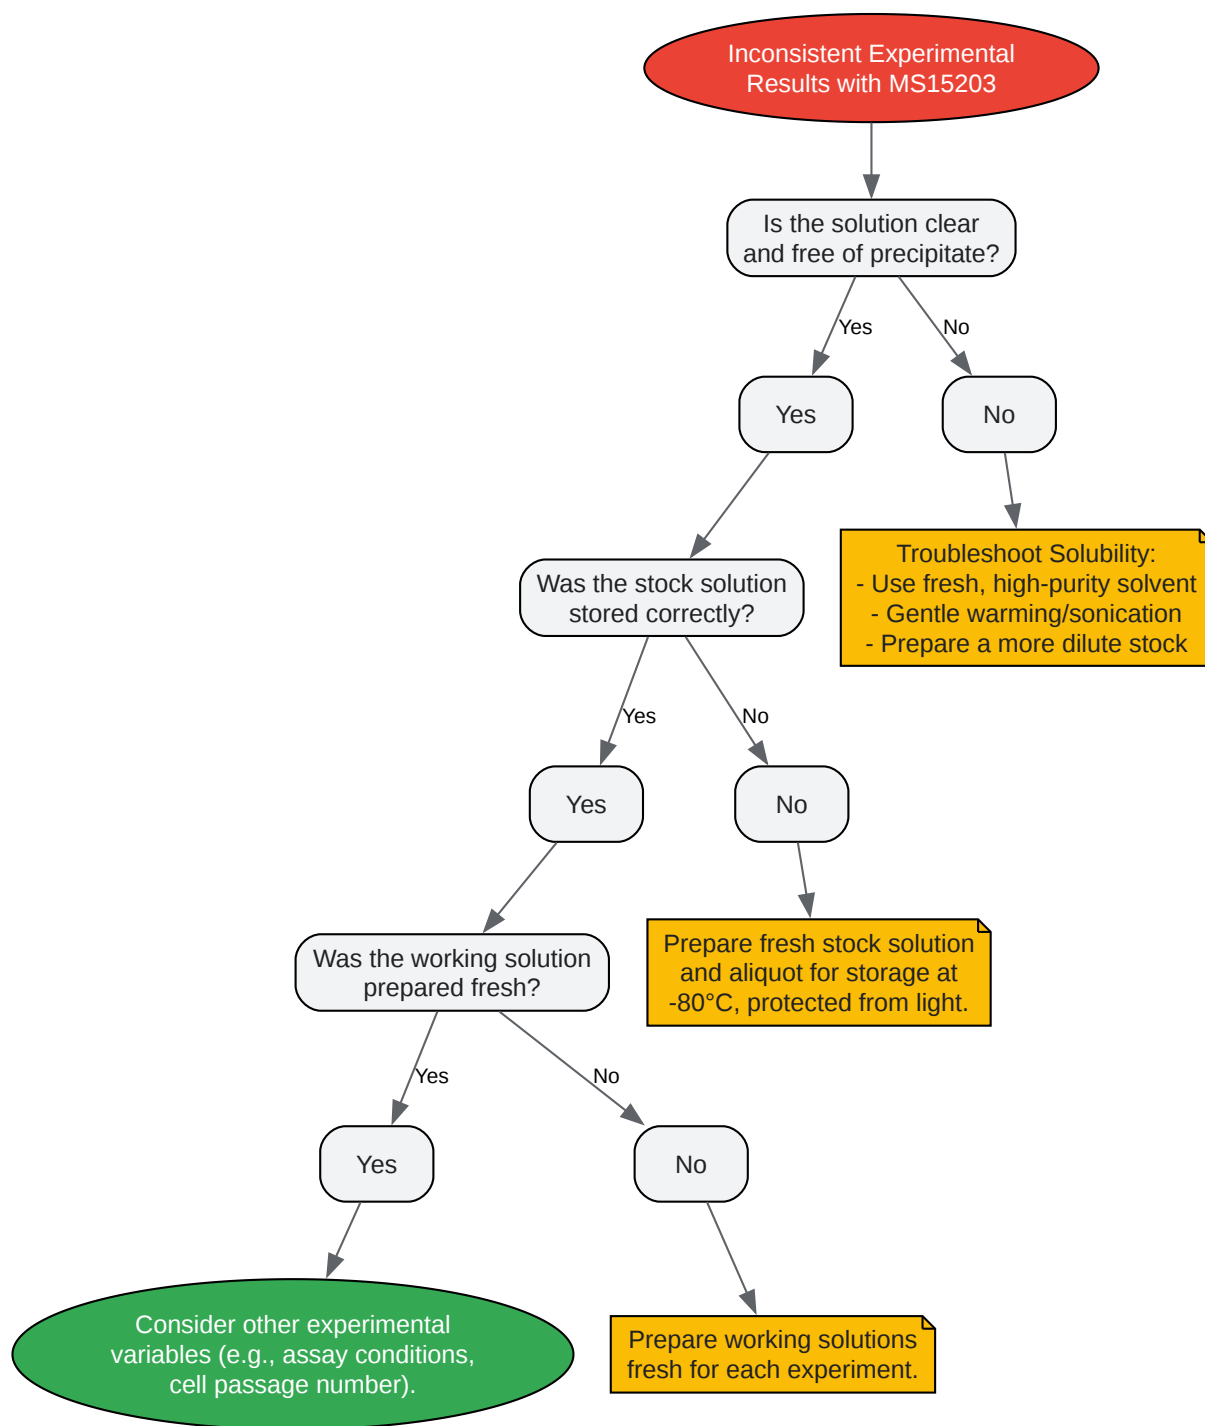 Inconsistent Experimental
Results with MS15203
Is the solution clear
and free of precipitate?
Yes
No
Yes
No
Troubleshoot Solubility:
- Use fresh, high-purity solvent
- Gentle warming/sonication
- Prepare a more dilute stock
Was the stock solution
stored correctly?
Yes
No
Yes
No
Prepare fresh stock solution
and aliquot for storage at
-80°C, protected from light.
Was the working solution
prepared fresh?
Yes
No
Yes
No
Consider other experimental
variables (e.g., assay conditions,
cell passage number).
Prepare working solutions
fresh for each experiment.